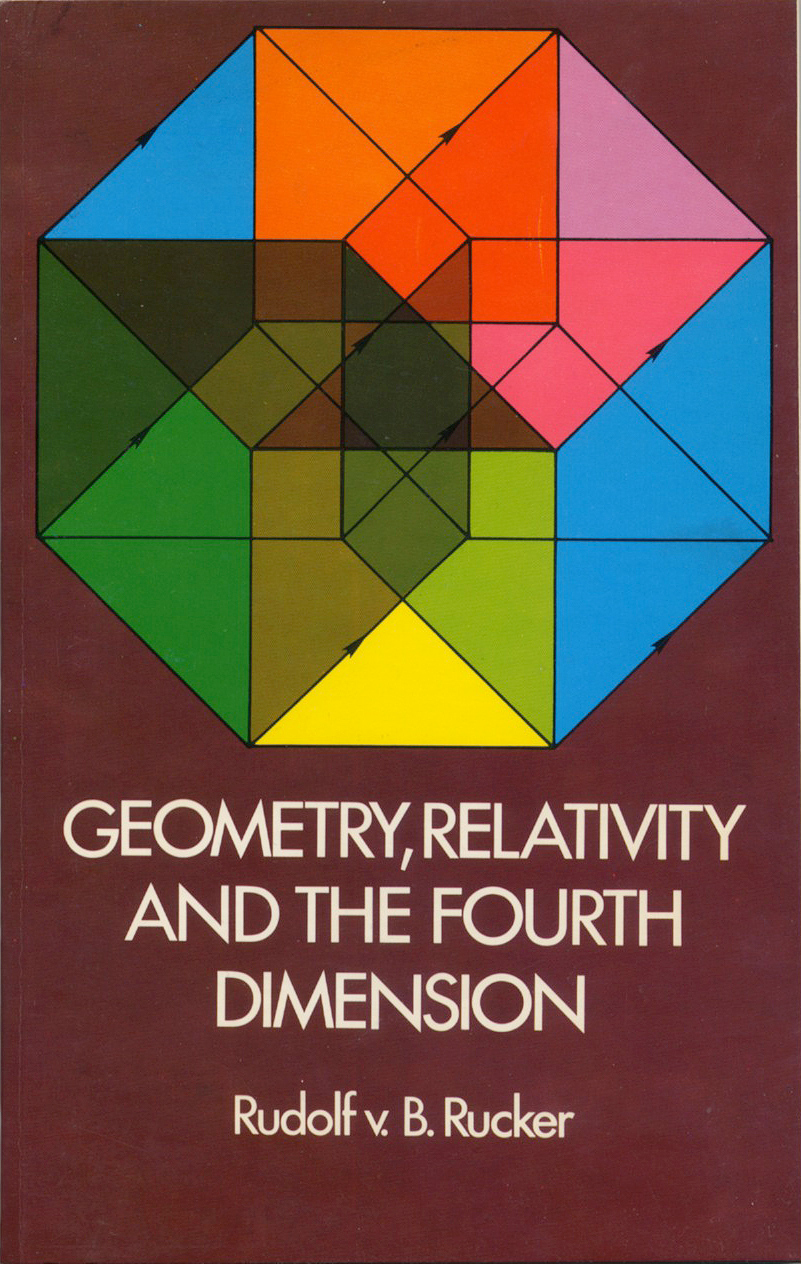 GEOMETRY, RELATIVITY
AND THE FOURTH
DIMENSION
Rudolf v. B. Rucker